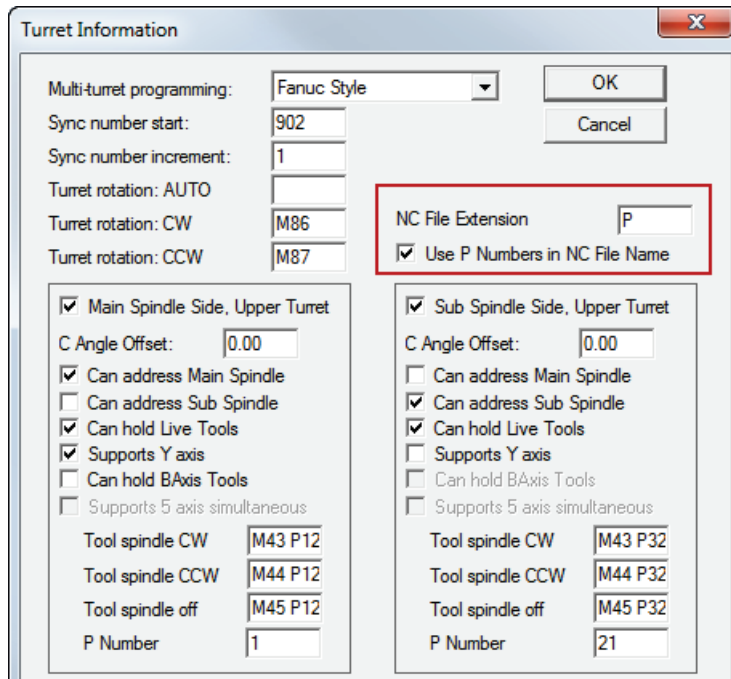 Turret Information
Multi-turret programming: Fanuc Style
OK
Sync number start: 902
Cancel
Sync number increment: 1
Turret rotation: AUTO
Turret rotation: CW M86
Turret rotation: CCW M87
NC File Extension P
Use P Numbers in NC File Name
Main Spindle Side, Upper Turret
C Angle Offset: 0.00
Can address Main Spindle
Can address Sub Spindle
Can hold Live Tools
Supports Y axis
Can hold BAxis Tools
Supports 5 axis simultaneous
Tool spindle CW M43 P12
Tool spindle CCW M44 P12
Tool spindle off M45 P12
P Number 1
Sub Spindle Side, Upper Turret
C Angle Offset: 0.00
Can address Main Spindle
Can address Sub Spindle
Can hold Live Tools
Supports Y axis
Can hold BAxis Tools
Supports 5 axis simultaneous
Tool spindle CW M43 P32
Tool spindle CCW M44 P32
Tool spindle off M45 P32
P Number 21